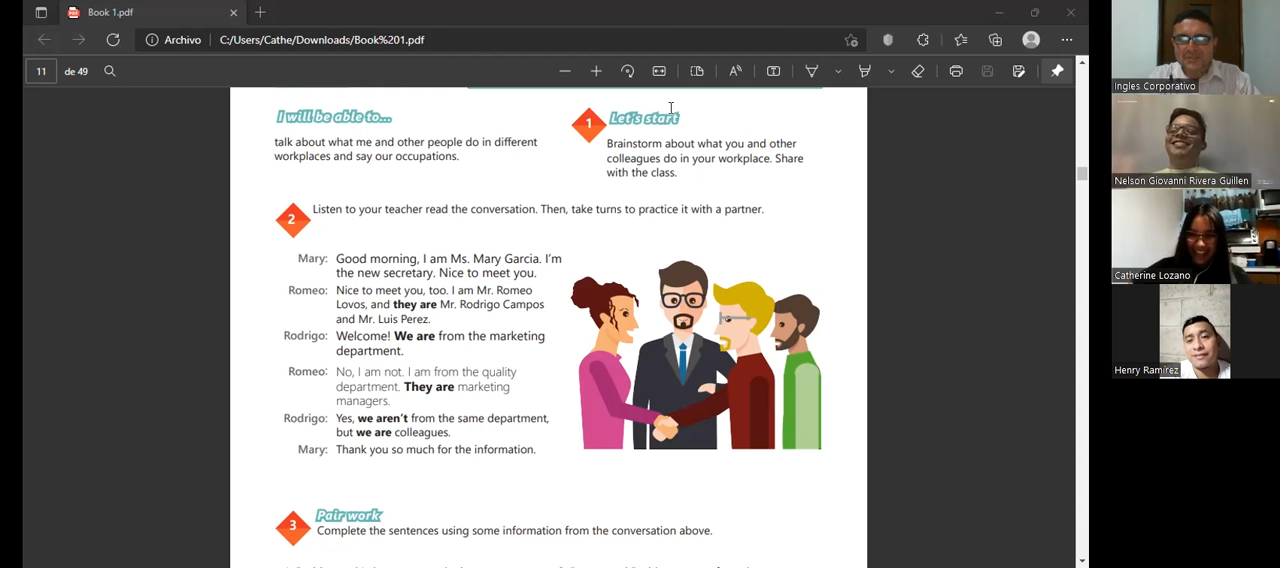 Book 1.pdf
Archivo
C:/Users/Cathe/Downloads/Book%201.pdf
11
de 49
I will be able to...
talk about what me and other people do in different
workplaces and say our occupations.
1
Let's start
Brainstorm about what you and other
colleagues do in your workplace. Share
with the class.
2
Listen to your teacher read the conversation. Then, take turns to practice it with a partner.
Mary: Good morning, I am Ms. Mary Garcia. I'm
the new secretary. Nice to meet you.
Romeo: Nice to meet you, too. I am Mr. Romeo
Lovos, and they are Mr. Rodrigo Campos
and Mr. Luis Perez.
Rodrigo: Welcome! We are from the marketing
department.
Romeo: No, I am not. I am from the quality
department. They are marketing
managers.
Rodrigo: Yes, we aren't from the same department,
but we are colleagues.
Mary: Thank you so much for the information.
3
Pair work
Complete the sentences using some information from the conversation above.
Ingles Corporativo
Nelson Giovanni Rivera Guillen
Catherine Lozano
Henry Ramirez